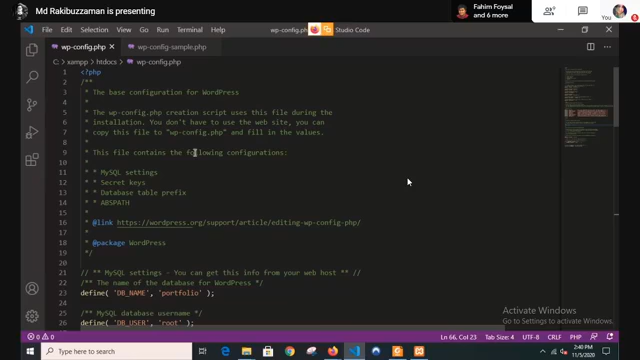 Md Rakibuzzaman is presenting
Fahim Foysal
and 6 more
9
File Edit Selection View Go Run Terminal
wp-config.ph
Studio Code
wp-config.php
wp-config-sample.php
C: > xampp > htdocs > wp-config.php
1 <?php
2 /**
3 * The base configuration for WordPress
4 *
5 * The wp-config.php creation script uses this file during the
6 * installation. You don't have to use the web site, you can
7 * copy this file to "wp-config.php" and fill in the values.
8 *
9 * This file contains the following configurations:
10 *
11 * * MySQL settings
12 * * Secret keys
13 * * Database table prefix
14 * * ABSPATH
15 *
16 * @link https://wordpress.org/support/article/editing-wp-config-php/
17 *
18 * @package WordPress
19 */
20
21 // ** MySQL settings - You can get this info from your web host ** //
22 /** The name of the database for WordPress */
23 define( 'DB_NAME', 'portfolio' );
24
25 /** MySQL database username */
26 define( 'DB_USER', 'root' );
Activate Windows
Go to Settings to activate Windows.
0 0
Ln 66, Col 23 Tab Size: 4 UTF-8 CRLF PHP
Type here to search
2:40 PM
11/5/2020